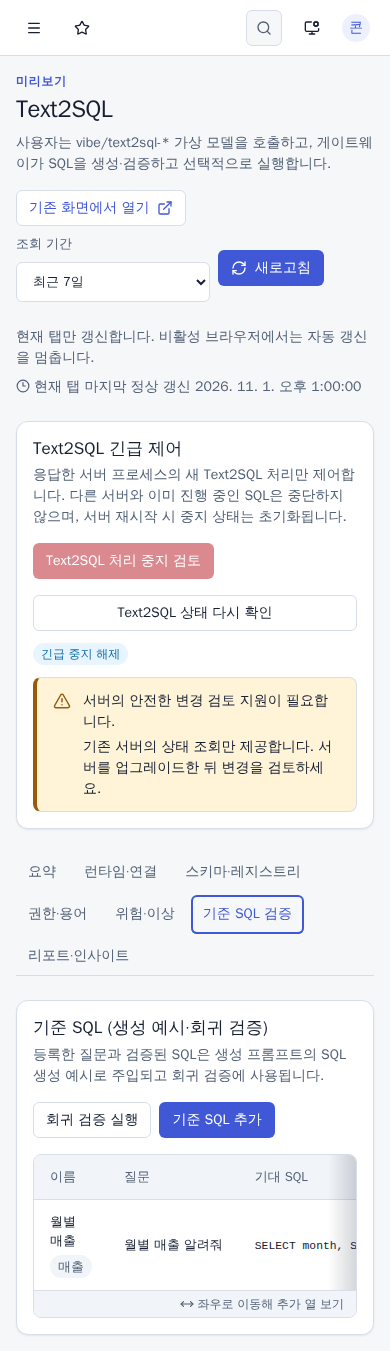 콘
미리보기
Text2SQL
사용자는 vibe/text2sql-* 가상 모델을 호출하고, 게이트웨
이가 SQL을 생성·검증하고 선택적으로 실행합니다.
기존 화면에서 열기
조회 기간
최근 7일
새로고침
현재 탭만 갱신합니다. 비활성 브라우저에서는 자동 갱신
을 멈춥니다.
현재 탭 마지막 정상 갱신 2026. 11. 1. 오후 1:00:00
Text2SQL 긴급 제어
응답한 서버 프로세스의 새 Text2SQL 처리만 제어합
니다. 다른 서버와 이미 진행 중인 SQL은 중단하지
않으며, 서버 재시작 시 중지 상태는 초기화됩니다.
Text2SQL 처리 중지 검토
Text2SQL 상태 다시 확인
긴급 중지 해제
서버의 안전한 변경 검토 지원이 필요합
니다.
기존 서버의 상태 조회만 제공합니다. 서
버를 업그레이드한 뒤 변경을 검토하세
요.
요약 런타임·연결 스키마·레지스트리
권한·용어 위험·이상 기준 SQL 검증
리포트·인사이트
기준 SQL (생성 예시·회귀 검증)
등록한 질문과 검증된 SQL은 생성 프롬프트의 SQL
생성 예시로 주입되고 회귀 검증에 사용됩니다.
회귀 검증 실행 기준 SQL 추가
이름 질문 기대 SQL
월별
매출
매출
월별 매출 알려줘
SELECT month, S
좌우로 이동해 추가 열 보기